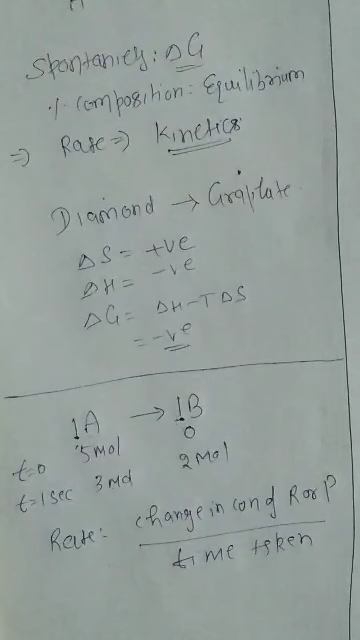 Spontaniety: ΔG
% Composition: Equilibrium
⇒ Rate ⇒ Kinetics
Diamond → Graphite
ΔS = +ve
ΔH = -ve
ΔG = ΔH-TΔS
= -ve
1A → 1B
t=0 5mol 0
t=1sec 3mol 2Mol
Rate: change in con of R or P
time taken